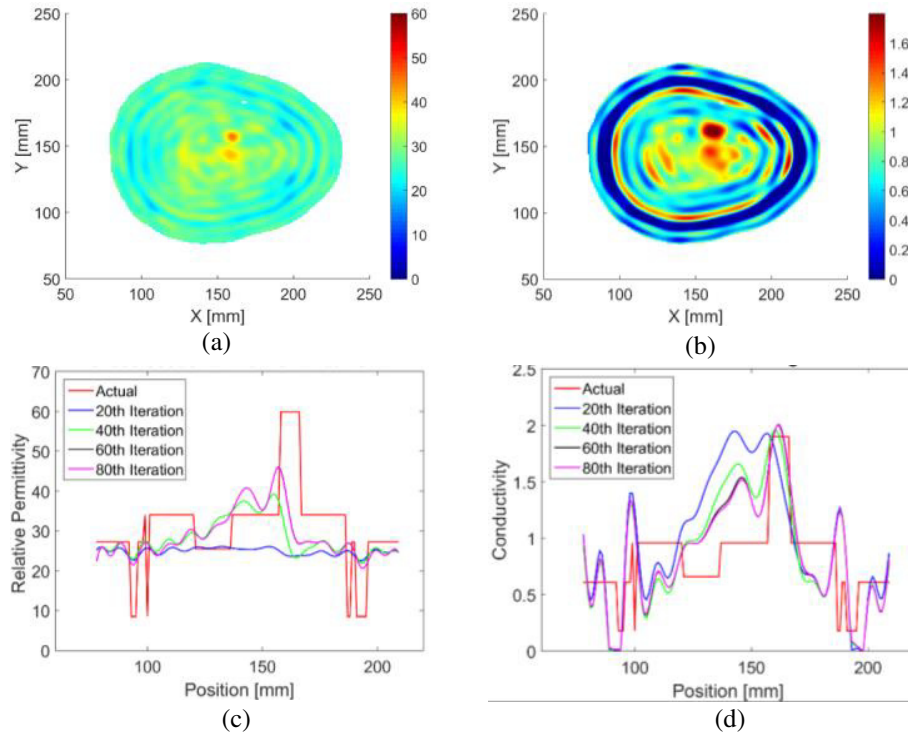 250
200
150
100
50
Y [mm]
50 100 150 200 250
X [mm]
60
50
40
30
20
10
0
(a)
250
200
150
100
50
Y [mm]
50 100 150 200 250
X [mm]
1.6
1.4
1.2
1
0.8
0.6
0.4
0.2
0
(b)
70
60
50
40
30
20
10
0
Relative Permittivity
Actual
20th Iteration
40th Iteration
60th Iteration
80th Iteration
100 150 200
Position [mm]
(c)
2.5
2
1.5
1
0.5
0
Conductivity
Actual
20th Iteration
40th Iteration
60th Iteration
80th Iteration
100 150 200
Position [mm]
(d)